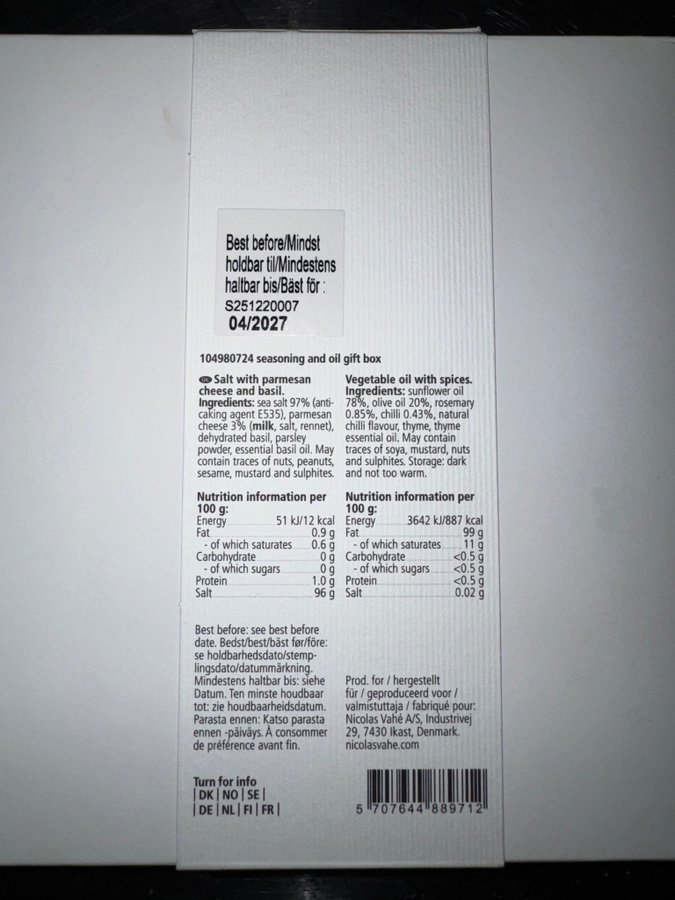 Best before/Mindst
holdbar til/Mindestens
haltbar bis/Bäst för :
S251220007
04/2027
104980724 seasoning and oil gift box
UK Salt with parmesan
cheese and basil.
Ingredients: sea salt 97% (anti-
caking agent E535), parmesan
cheese 3% (milk, salt, rennet),
dehydrated basil, parsley
powder, essential basil oil. May
contain traces of nuts, peanuts,
sesame, mustard and sulphites.
Vegetable oil with spices.
Ingredients: sunflower oil
78%, olive oil 20%, rosemary
0.85%, chilli 0.43%, natural
chilli flavour, thyme, thyme
essential oil. May contain
traces of soya, mustard, nuts
and sulphites. Storage: dark
and not too warm.
Nutrition information per
100 g:
Energy 51 kJ/12 kcal
Fat 0.9 g
- of which saturates 0.6 g
Carbohydrate 0 g
- of which sugars 0 g
Protein 1.0 g
Salt 96 g
Nutrition information per
100 g:
Energy 3642 kJ/887 kcal
Fat 99 g
- of which saturates 11 g
Carbohydrate <0.5 g
- of which sugars <0.5 g
Protein <0.5 g
Salt 0.02 g
Best before: see best before
date. Bedst/best/bäst før/före:
se holdbarhedsdato/stemp-
lingsdato/datummärkning.
Mindestens haltbar bis: siehe
Datum. Ten minste houdbaar
tot: zie houdbaarheidsdatum.
Parasta ennen: Katso parasta
ennen -päiväys. À consommer
de préférence avant fin.
Prod. for / hergestellt
für / geproduceerd voor /
valmistuttaja / fabriqué pour:
Nicolas Vahé A/S, Industrivej
29, 7430 Ikast, Denmark.
nicolasvahe.com
Turn for info
| DK | NO | SE |
| DE | NL | FI | FR |
5 707644 889712